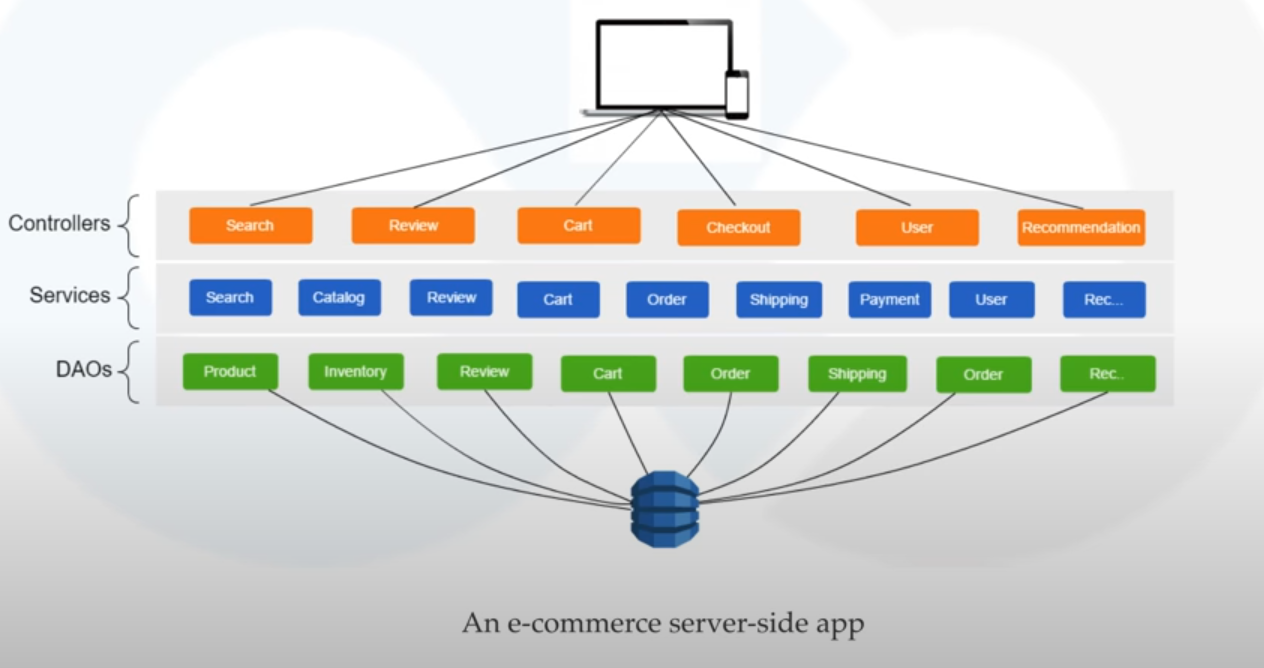 Controllers
Search
Review
Cart
Checkout
User
Recommendation
Services
Search
Catalog
Review
Cart
Order
Shipping
Payment
User
Rec...
DAOs
Product
Inventory
Review
Cart
Order
Shipping
Order
Rec..
An e-commerce server-side app